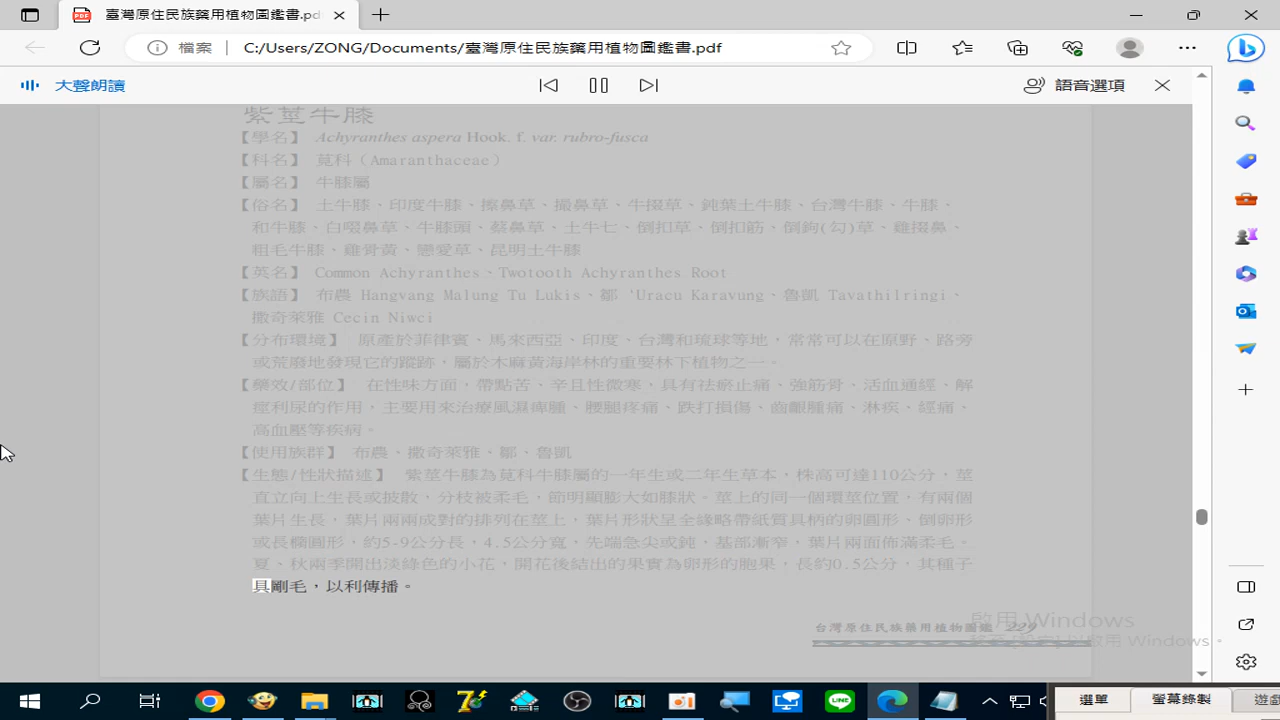 臺灣原住民族藥用植物圖鑑書.pd
檔案
C:/Users/ZONG/Documents/臺灣原住民族藥用植物圖鑑書.pdf
大聲朗讀
語音選項
紫莖牛膝
【學名】 Achyranthes aspera Hook. f. var. rubro-fusca
【科名】 莧科（Amaranthaceae）
【屬名】 牛膝屬
【俗名】 土牛膝、印度牛膝、擦鼻草、撮鼻草、牛掇草、鈍葉土牛膝、台灣牛膝、牛膝、
和牛膝、白啜鼻草、牛膝頭、蔡鼻草、土牛七、倒扣草、倒扣筋、倒鉤(勾)草、雞掇鼻、
粗毛牛膝、雞骨黃、戀愛草、昆明土牛膝
【英名】 Common Achyranthes、Twotooth Achyranthes Root
【族語】 布農 Hangvang Malung Tu Lukis、鄒 'Uracu Karavung、魯凱 Tavathilringi、
撒奇萊雅 Cecin Niwci
【分布環境】 原產於菲律賓、馬來西亞、印度、台灣和琉球等地，常常可以在原野、路旁
或荒廢地發現它的蹤跡，屬於木麻黃海岸林的重要林下植物之一。
【藥效/部位】 在性味方面，帶點苦、辛且性微寒，具有祛瘀止痛、強筋骨、活血通經、解
痙利尿的作用，主要用來治療風濕痺腫、腰腿疼痛、跌打損傷、齒齦腫痛、淋疾、經痛、
高血壓等疾病。
【使用族群】 布農、撒奇萊雅、鄒、魯凱
【生態/性狀描述】 紫莖牛膝為莧科牛膝屬的一年生或二年生草本，株高可達110公分，莖
直立向上生長或披散，分枝被柔毛，節明顯膨大如膝狀。莖上的同一個環莖位置，有兩個
葉片生長，葉片兩兩成對的排列在莖上，葉片形狀呈全緣略帶紙質具柄的卵圓形、倒卵形
或長橢圓形，約5-9公分長，4.5公分寬，先端急尖或鈍，基部漸窄，葉片兩面佈滿柔毛。
夏、秋兩季開出淡綠色的小花，開花後結出的果實為卵形的胞果，長約0.5公分，其種子
具剛毛，以利傳播。
台灣原住民族藥用植物圖鑑 229
啟用 Windows
移至 [設定] 以啟用 Windows。
選單
螢幕錄製
遊戲